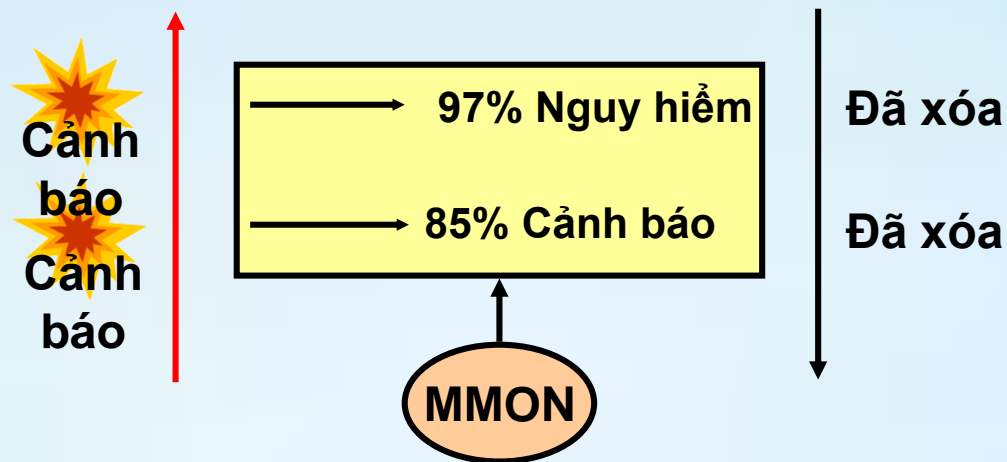 Cảnh
báo
Cảnh
báo
97% Nguy hiểm
85% Cảnh báo
Đã xóa
Đã xóa
MMON